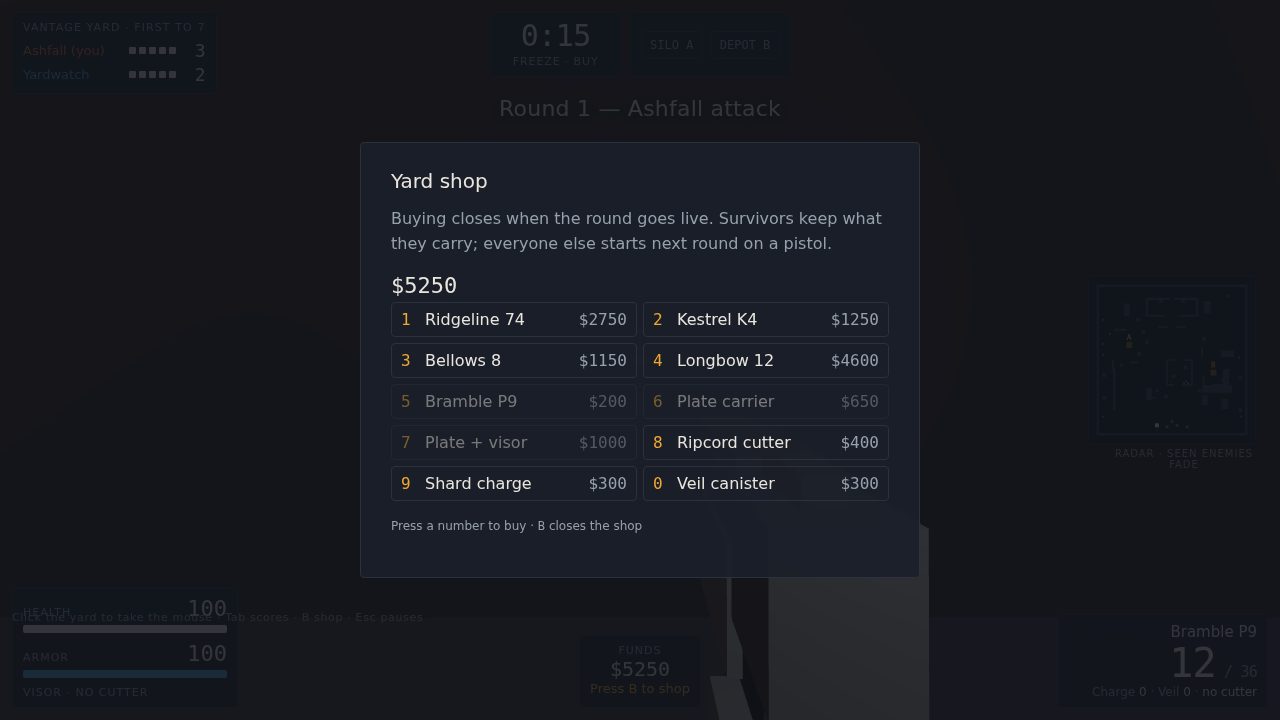 VANTAGE YARD · FIRST TO 7
Ashfall (you) 3
Yardwatch 2
0:15
FREEZE · BUY
SILO A
DEPOT B
Round 1 — Ashfall attack
Yard shop
Buying closes when the round goes live. Survivors keep what
they carry; everyone else starts next round on a pistol.
$5250
1 Ridgeline 74 $2750
2 Kestrel K4 $1250
3 Bellows 8 $1150
4 Longbow 12 $4600
5 Bramble P9 $200
6 Plate carrier $650
7 Plate + visor $1000
8 Ripcord cutter $400
9 Shard charge $300
0 Veil canister $300
Press a number to buy · B closes the shop
RADAR · SEEN ENEMIES
FADE
HEALTH 100
Click the yard to take the mouse · Tab scores · B shop · Esc pauses
ARMOR 100
VISOR · NO CUTTER
FUNDS
$5250
Press B to shop
Bramble P9
12 / 36
Charge 0 · Veil 0 · no cutter